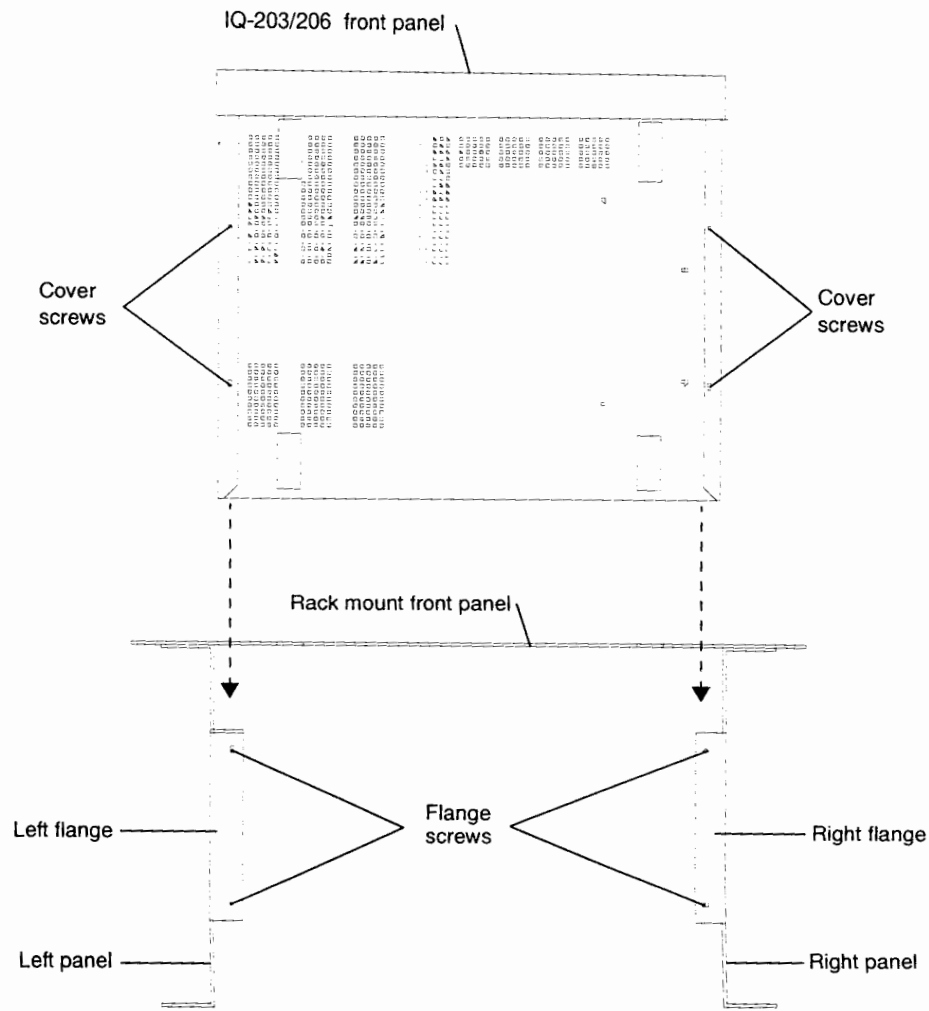 IQ-203/206 front panel
Cover
screws
Cover
screws
Rack mount front panel
Left flange
Flange
screws
Right flange
Left panel
Right panel